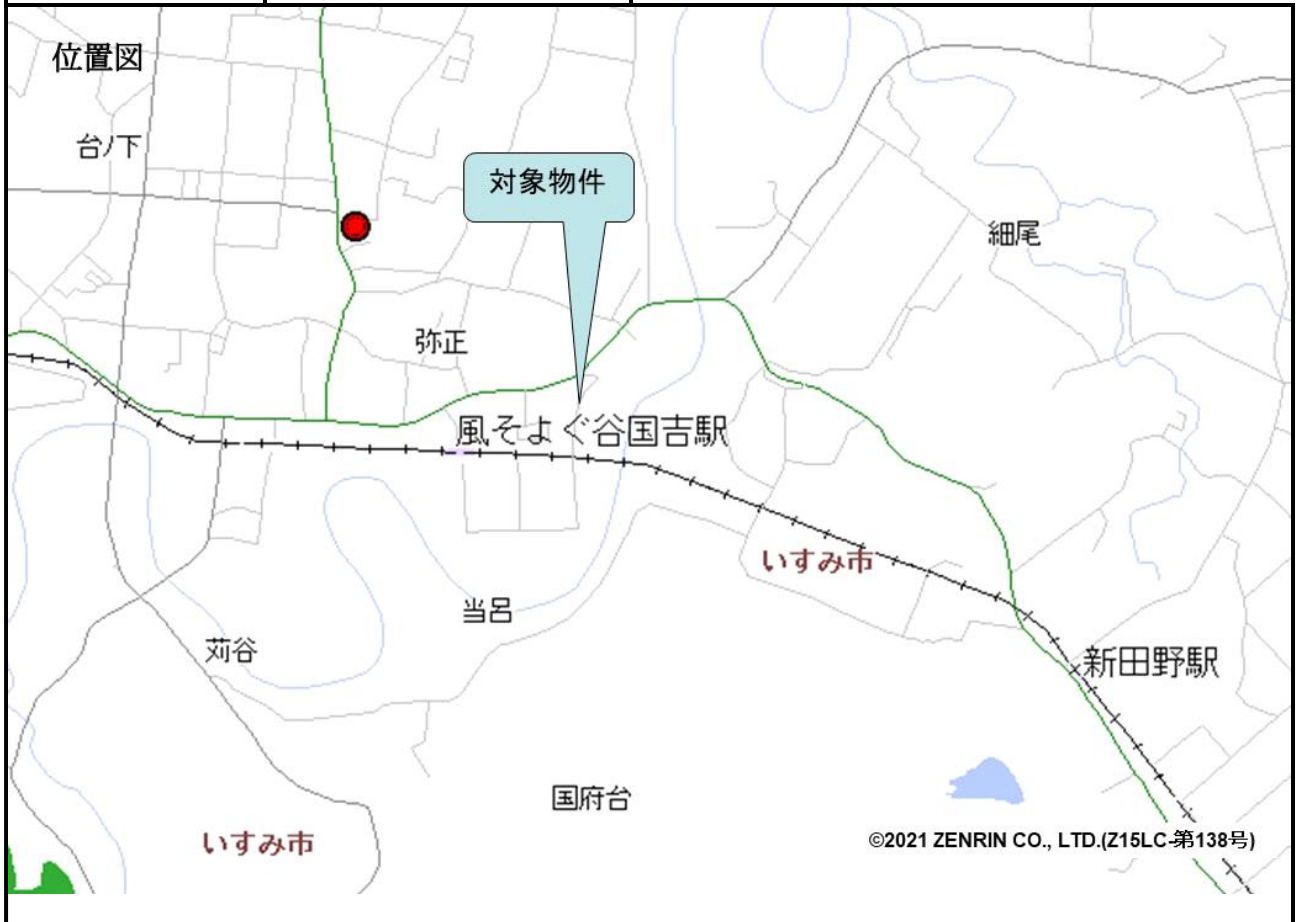 位置図
台ノ下
対象物件
細尾
弥正
風そよぐ谷国吉駅
いすみ市
当呂
苅谷
新田野駅
国府台
いすみ市
©2021 ZENRIN CO., LTD.(Z15LC-第138号)